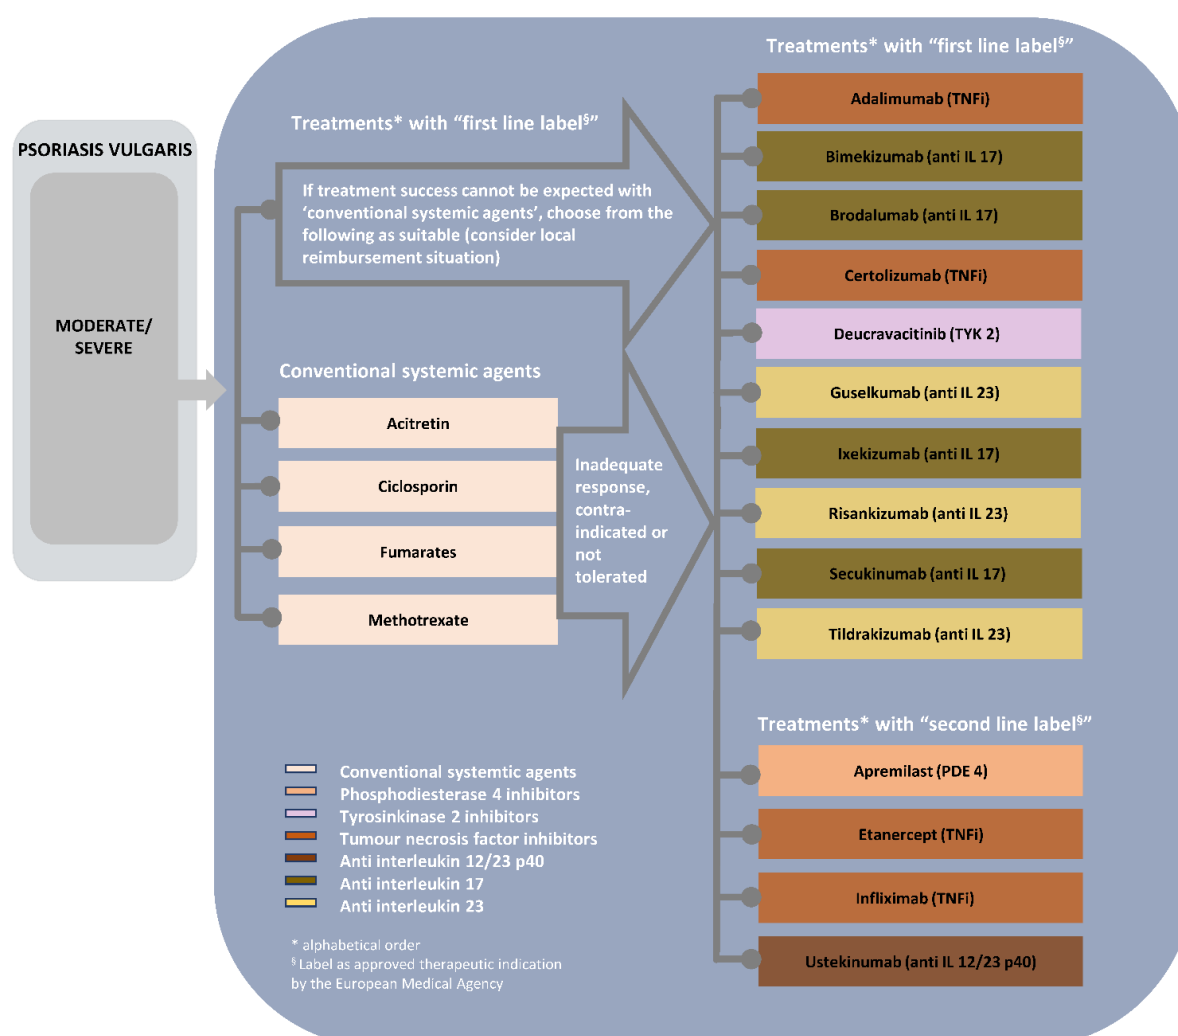 PSORIASIS VULGARIS
MODERATE/
SEVERE
Treatments* with “first line label§”
If treatment success cannot be expected with
‘conventional systemic agents’, choose from the
following as suitable (consider local
reimbursement situation)
Conventional systemic agents
Acitretin
Ciclosporin
Fumarates
Methotrexate
Inadequate
response,
contra-
indicated or
not
tolerated
Treatments* with “first line label§”
Adalimumab (TNFi)
Bimekizumab (anti IL 17)
Brodalumab (anti IL 17)
Certolizumab (TNFi)
Deucravacitinib (TYK 2)
Guselkumab (anti IL 23)
Ixekizumab (anti IL 17)
Risankizumab (anti IL 23)
Secukinumab (anti IL 17)
Tildrakizumab (anti IL 23)
Treatments* with “second line label§”
Apremilast (PDE 4)
Etanercept (TNFi)
Infliximab (TNFi)
Ustekinumab (anti IL 12/23 p40)
Conventional systemtic agents
Phosphodiesterase 4 inhibitors
Tyrosinkinase 2 inhibitors
Tumour necrosis factor inhibitors
Anti interleukin 12/23 p40
Anti interleukin 17
Anti interleukin 23
* alphabetical order
§ Label as approved therapeutic indication
by the European Medical Agency